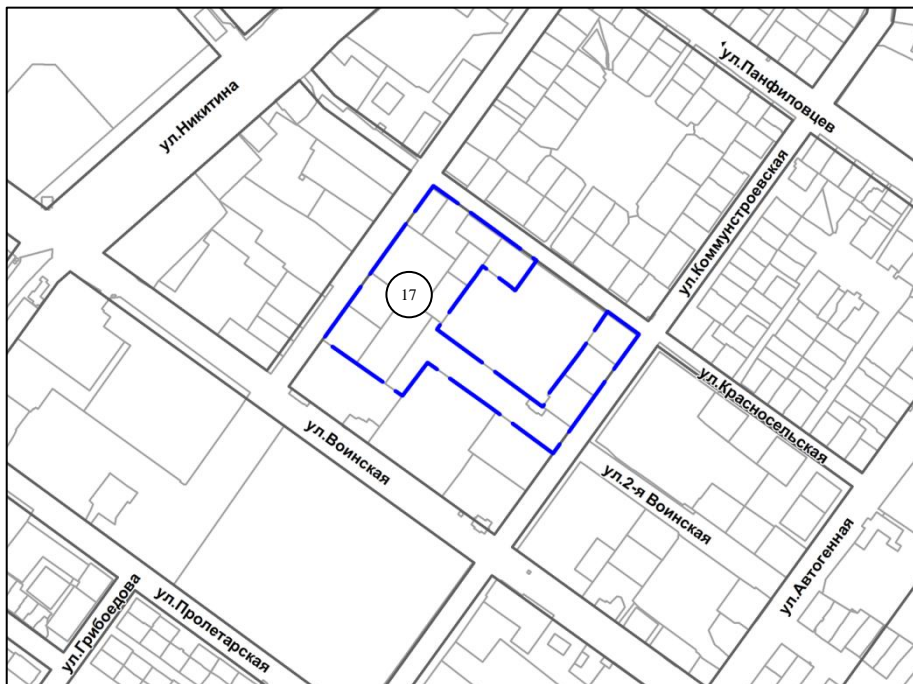 ул.Панфиловцев
ул.Никитина
ул.Коммунстроевская
17
ул.Красносельская
ул.Воинская
ул.2-я Воинская
ул.Автогенная
ул.Грибоедова
ул.Пролетарская